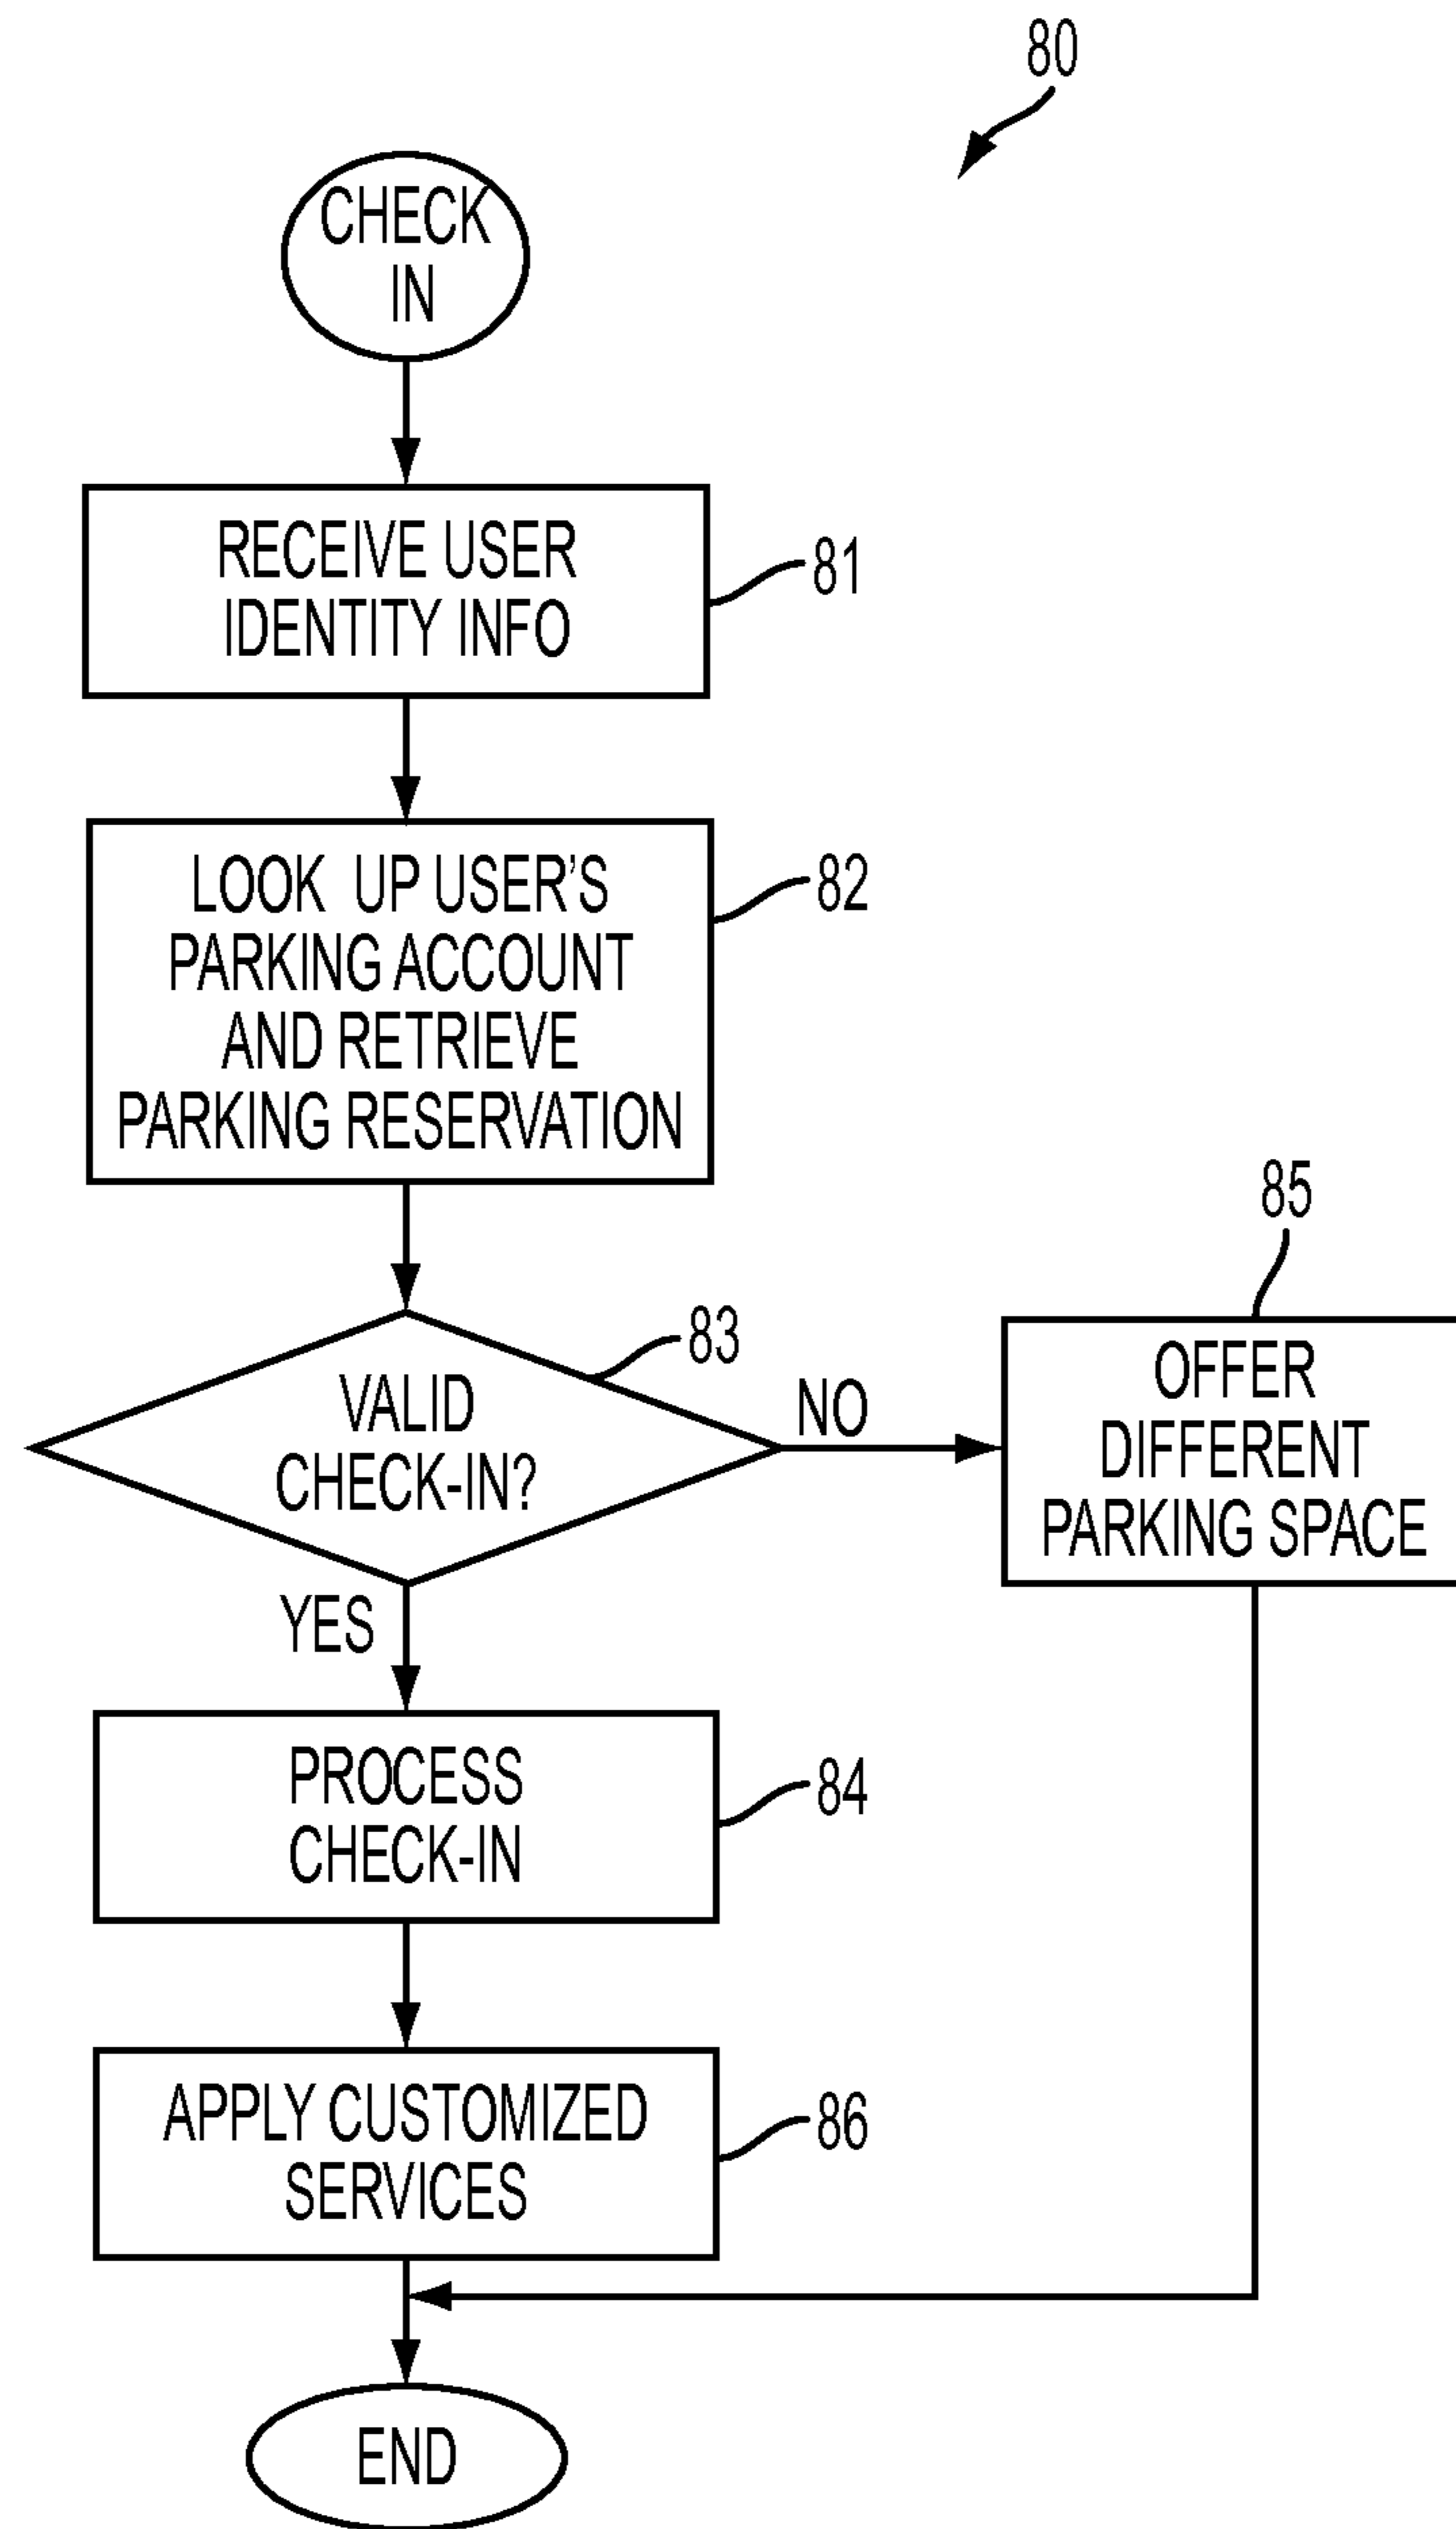 80
CHECK
IN
RECEIVE USER
IDENTITY INFO
81
LOOK UP USER'S
PARKING ACCOUNT
AND RETRIEVE
PARKING RESERVATION
82
VALID
CHECK-IN?
83
NO
85
OFFER
DIFFERENT
PARKING SPACE
YES
PROCESS
CHECK-IN
84
APPLY CUSTOMIZED
SERVICES
86
END